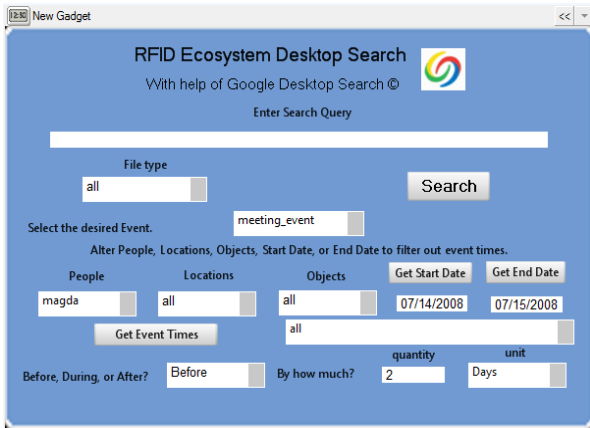 12:30 New Gadget <<
RFID Ecosystem Desktop Search
With help of Google Desktop Search ©
Enter Search Query
File type
all
Search
Select the desired Event.
meeting_event
Alter People, Locations, Objects, Start Date, or End Date to filter out event times.
People Locations Objects Get Start Date Get End Date
magda all all 07/14/2008 07/15/2008
Get Event Times all
quantity unit
Before, During, or After? Before By how much? 2 Days